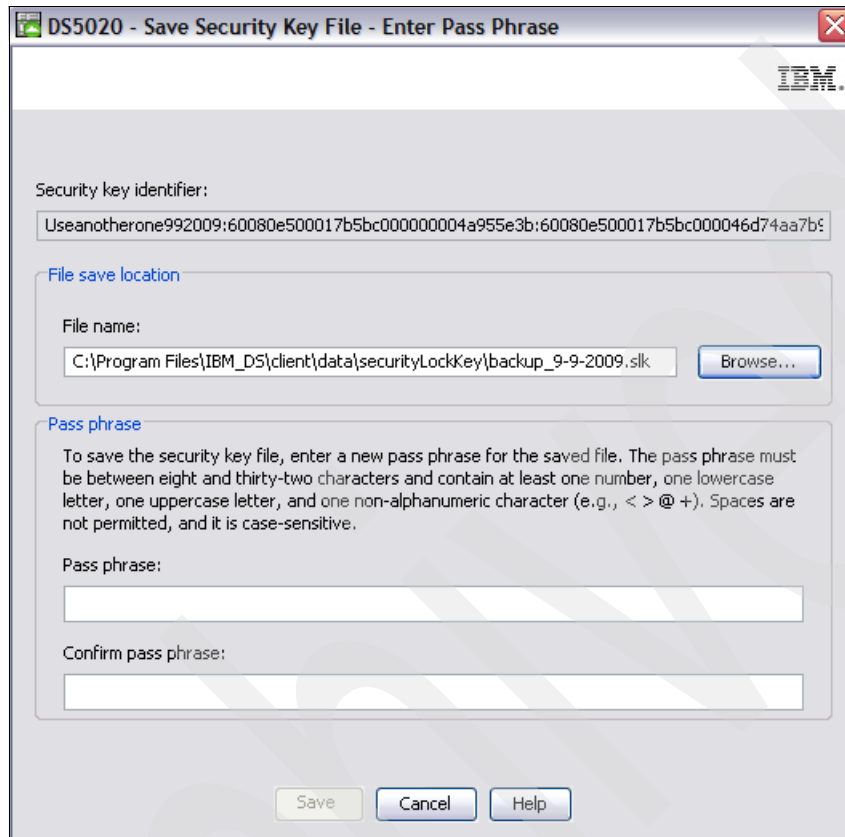 DS5020 - Save Security Key File - Enter Pass Phrase
IBM.
Security key identifier:
Useanotherone992009:60080e500017b5bc000000004a955e3b:60080e500017b5bc000046d74aa7b9
File save location
File name:
C:\Program Files\IBM_DS\client\data\securityLockKey\backup_9-9-2009.slk
Browse...
Pass phrase
To save the security key file, enter a new pass phrase for the saved file. The pass phrase must
be between eight and thirty-two characters and contain at least one number, one lowercase
letter, one uppercase letter, and one non-alphanumeric character (e.g., < > @ +). Spaces are
not permitted, and it is case-sensitive.
Pass phrase:
Confirm pass phrase:
Save
Cancel
Help